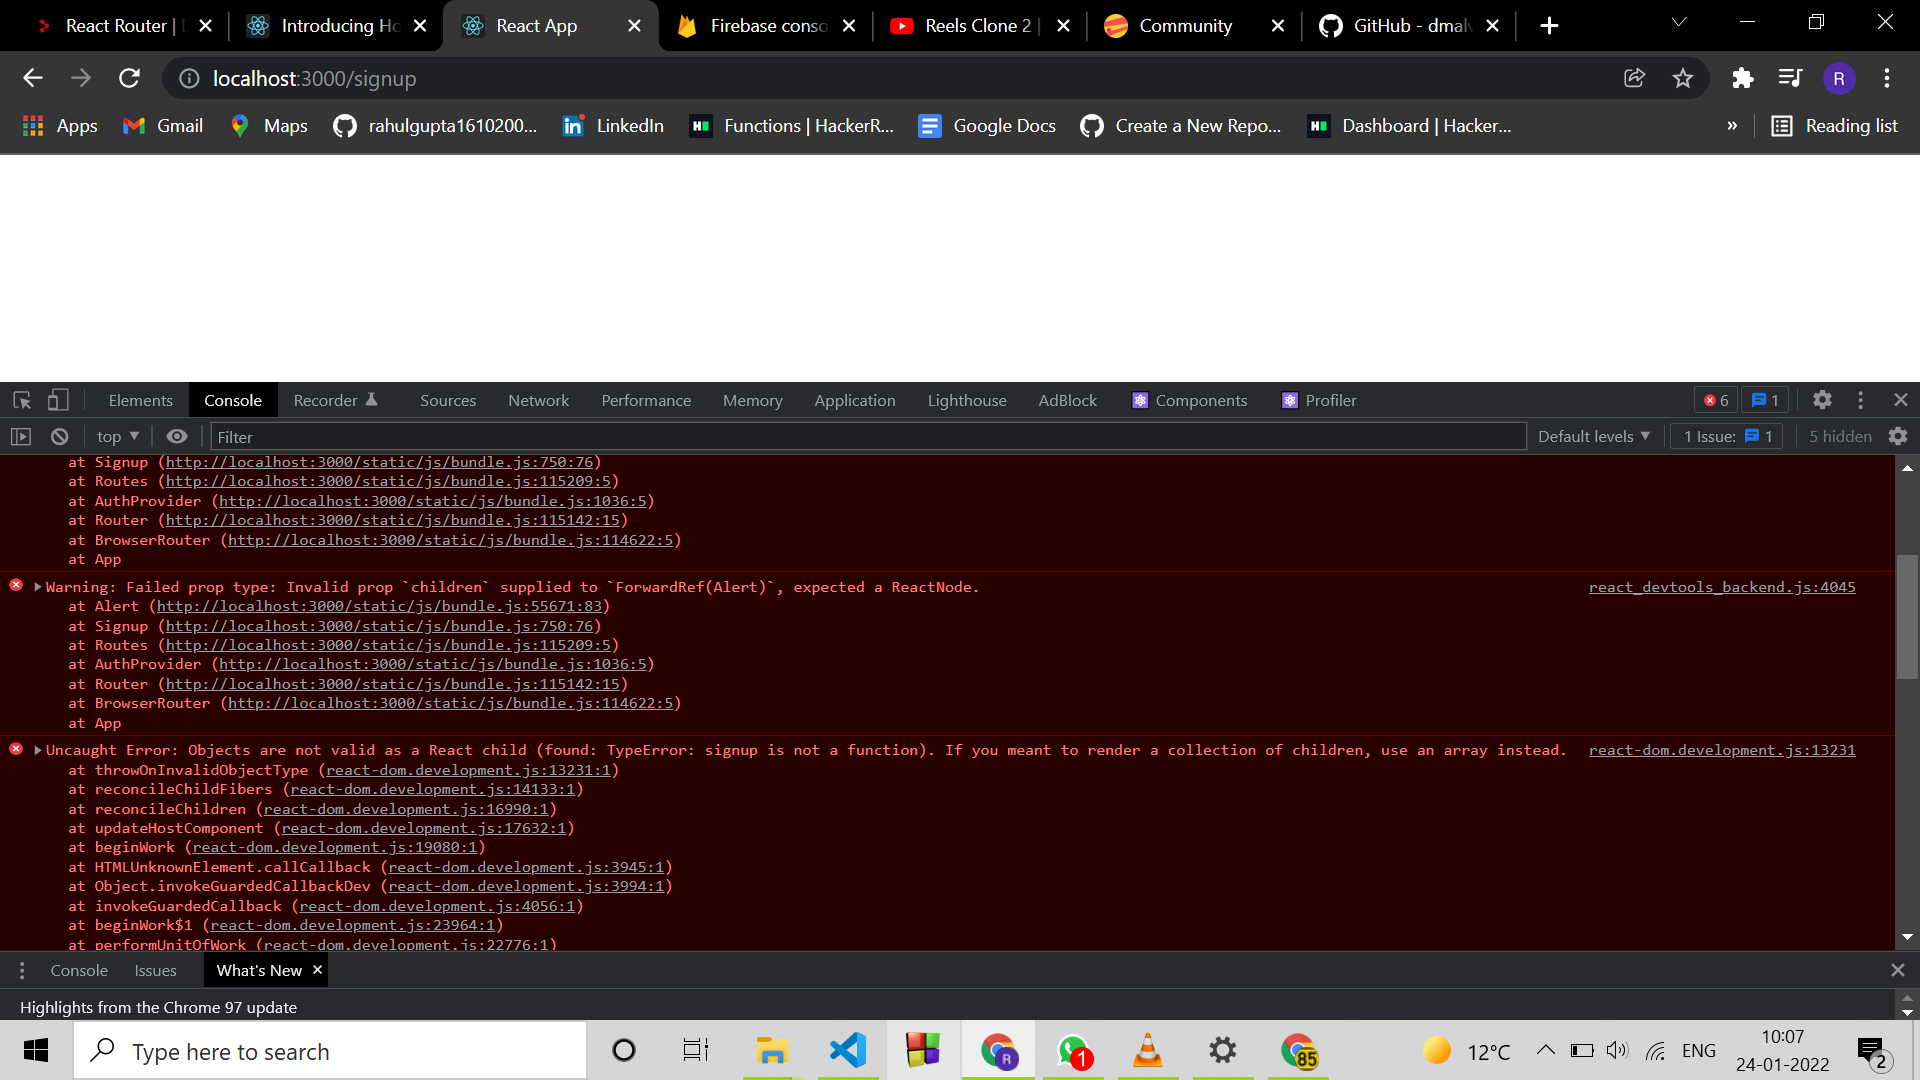 React Router |
Introducing Ho
React App
Firebase conso
Reels Clone 2 |
Community
GitHub - dmalv
localhost:3000/signup
R
Apps
Gmail
Maps
rahulgupta1610200...
LinkedIn
Functions | HackerR...
Google Docs
Create a New Repo...
Dashboard | Hacker...
»
Reading list
Elements
Console
Recorder
Sources
Network
Performance
Memory
Application
Lighthouse
AdBlock
Components
Profiler
6
1
top
Filter
Default levels
1 Issue: 1
5 hidden
at Signup (http://localhost:3000/static/js/bundle.js:750:76)
at Routes (http://localhost:3000/static/js/bundle.js:115209:5)
at AuthProvider (http://localhost:3000/static/js/bundle.js:1036:5)
at Router (http://localhost:3000/static/js/bundle.js:115142:15)
at BrowserRouter (http://localhost:3000/static/js/bundle.js:114622:5)
at App
Warning: Failed prop type: Invalid prop `children` supplied to `ForwardRef(Alert)`, expected a ReactNode. react_devtools_backend.js:4045
at Alert (http://localhost:3000/static/js/bundle.js:55671:83)
at Signup (http://localhost:3000/static/js/bundle.js:750:76)
at Routes (http://localhost:3000/static/js/bundle.js:115209:5)
at AuthProvider (http://localhost:3000/static/js/bundle.js:1036:5)
at Router (http://localhost:3000/static/js/bundle.js:115142:15)
at BrowserRouter (http://localhost:3000/static/js/bundle.js:114622:5)
at App
Uncaught Error: Objects are not valid as a React child (found: TypeError: signup is not a function). If you meant to render a collection of children, use an array instead. react-dom.development.js:13231
at throwOnInvalidObjectType (react-dom.development.js:13231:1)
at reconcileChildFibers (react-dom.development.js:14133:1)
at reconcileChildren (react-dom.development.js:16990:1)
at updateHostComponent (react-dom.development.js:17632:1)
at beginWork (react-dom.development.js:19080:1)
at HTMLUnknownElement.callCallback (react-dom.development.js:3945:1)
at Object.invokeGuardedCallbackDev (react-dom.development.js:3994:1)
at invokeGuardedCallback (react-dom.development.js:4056:1)
at beginWork$1 (react-dom.development.js:23964:1)
at performUnitOfWork (react-dom.development.js:22776:1)
Console
Issues
What's New
Highlights from the Chrome 97 update
Type here to search
R
1
85
12°C
ENG
10:07
24-01-2022
2